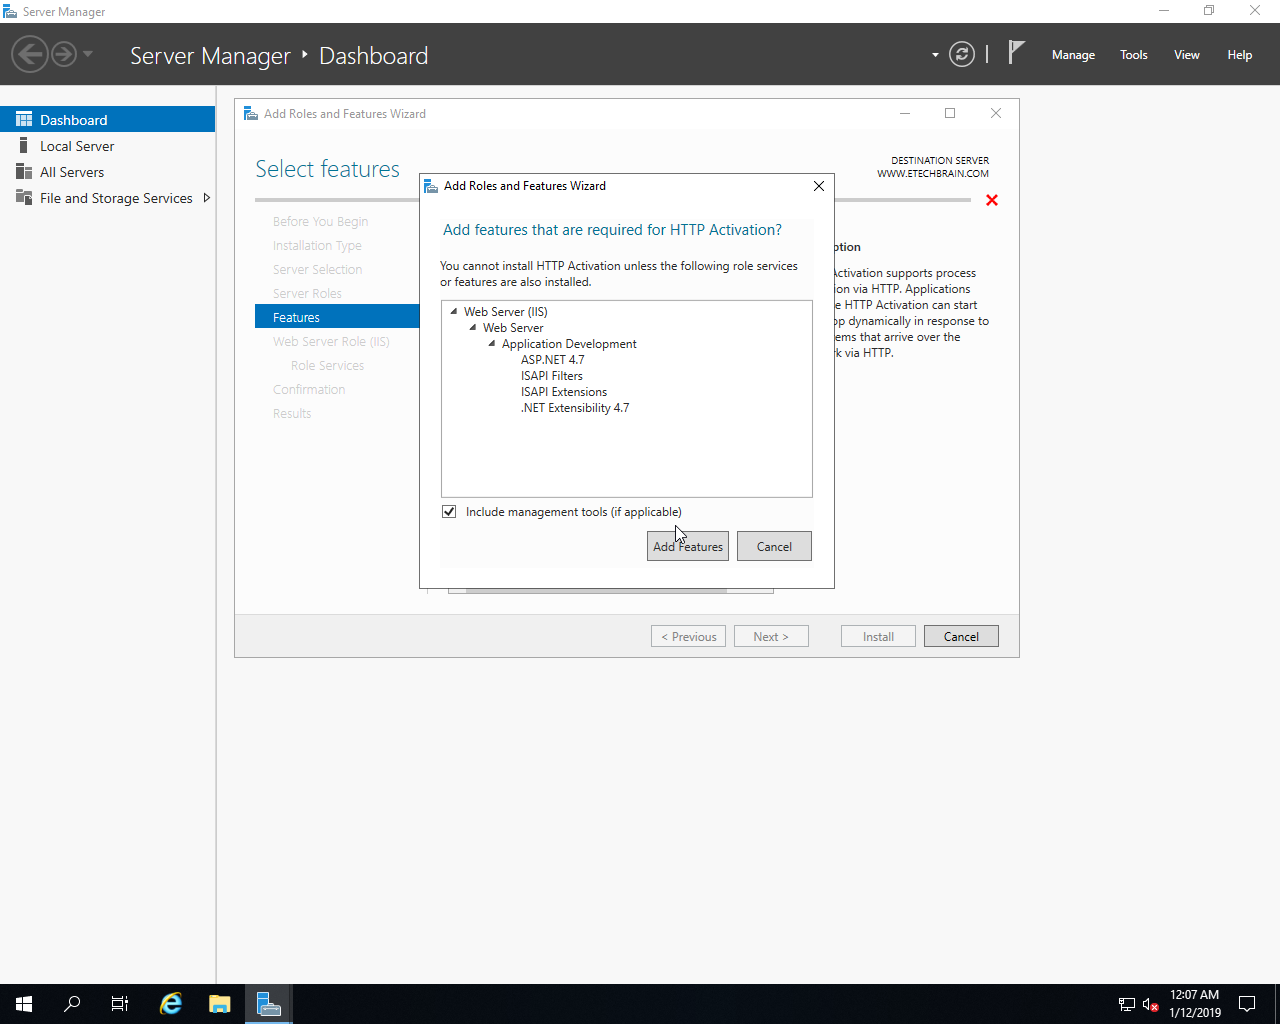 Server Manager
Server Manager
Dashboard
Manage
Tools
View
Help
Dashboard
Local Server
All Servers
File and Storage Services
Add Roles and Features Wizard
Select features
DESTINATION SERVER
WWW.ETECHBRAIN.COM
Before You Begin
Installation Type
Server Selection
Server Roles
Features
Web Server Role (IIS)
Role Services
Confirmation
Results
Add Roles and Features Wizard
Add features that are required for HTTP Activation?
You cannot install HTTP Activation unless the following role services
or features are also installed.
Web Server (IIS)
Web Server
Application Development
ASP.NET 4.7
ISAPI Filters
ISAPI Extensions
.NET Extensibility 4.7
Include management tools (if applicable)
Add Features
Cancel
ption
Activation supports process
ion via HTTP. Applications
e HTTP Activation can start
op dynamically in response to
ems that arrive over the
rk via HTTP.
< Previous
Next >
Install
Cancel
12:07 AM
1/12/2019